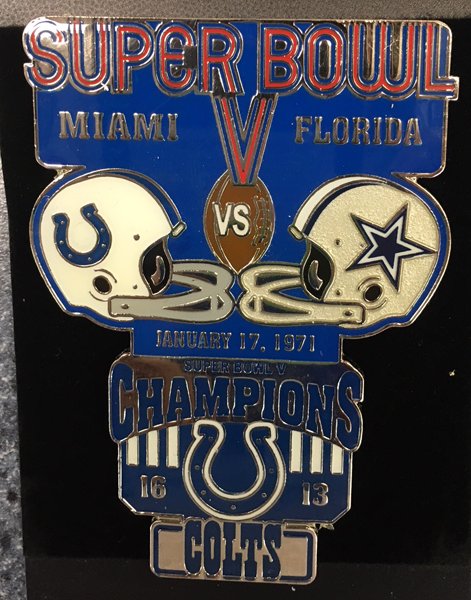 SUPER BOWL
V
MIAMI FLORIDA
VS
JANUARY 17, 1971
SUPER BOWL V
CHAMPIONS
16 13
COLTS